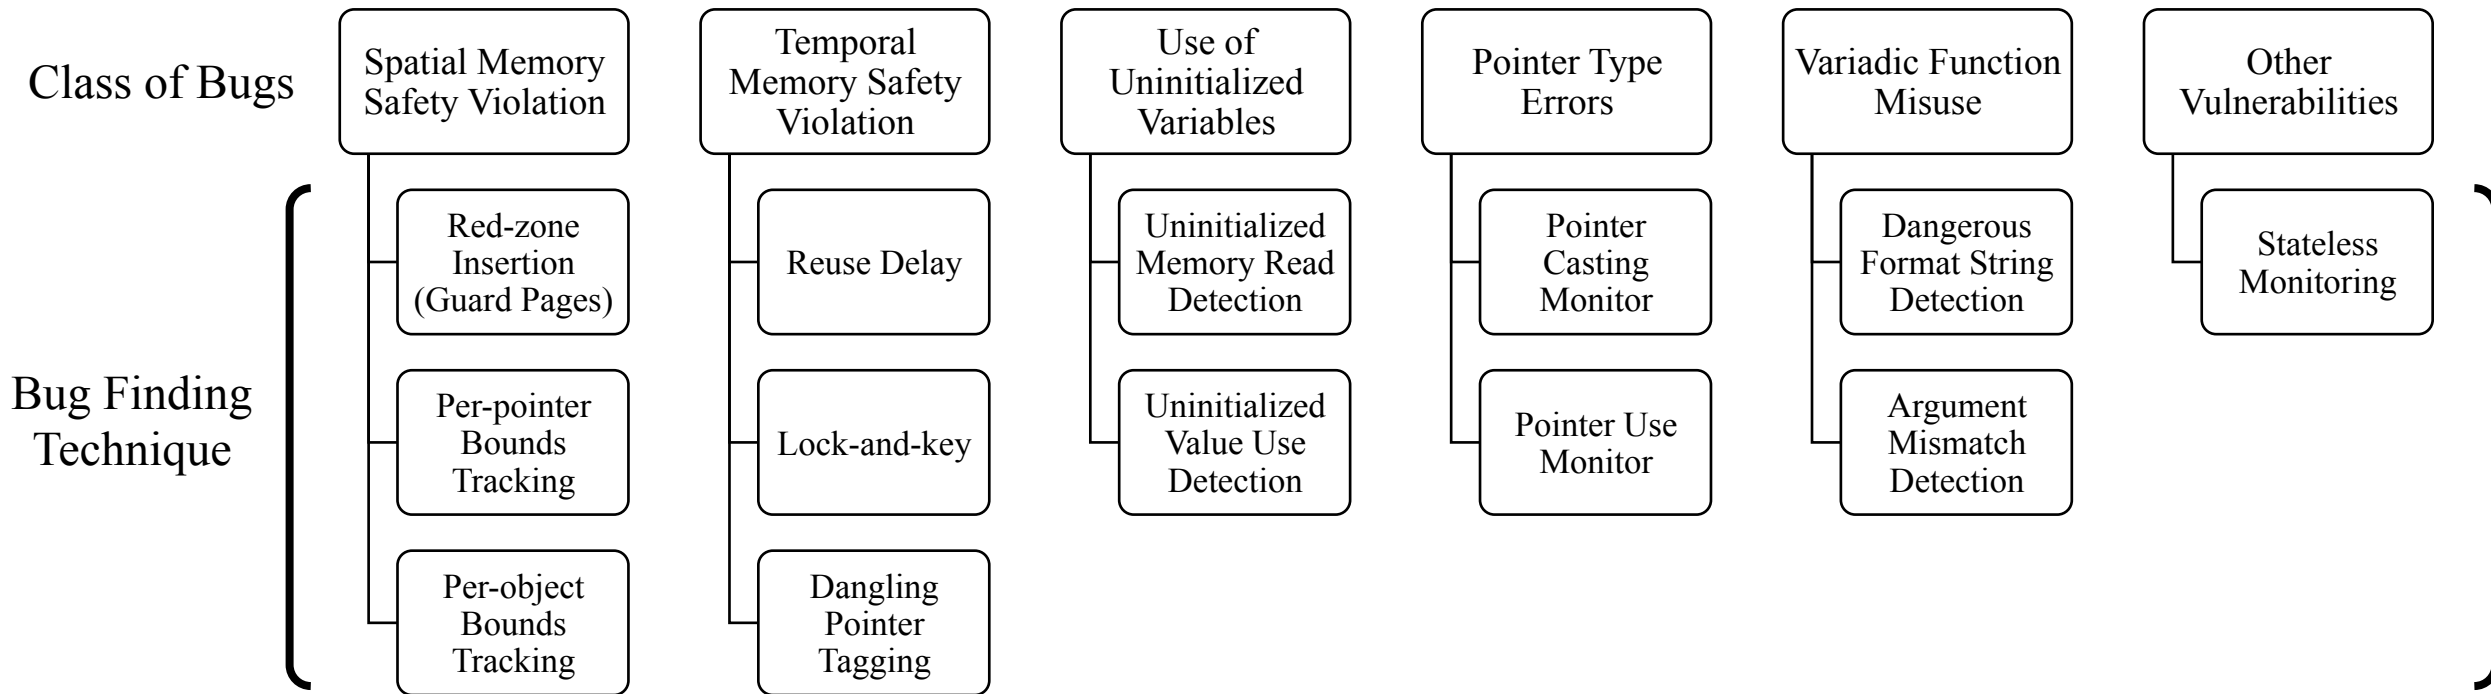 Class of Bugs
Spatial Memory
Safety Violation
Temporal
Memory Safety
Violation
Use of
Uninitialized
Variables
Pointer Type
Errors
Variadic Function
Misuse
Other
Vulnerabilities
Bug Finding
Technique
Red-zone
Insertion
(Guard Pages)
Reuse Delay
Uninitialized
Memory Read
Detection
Pointer
Casting
Monitor
Dangerous
Format String
Detection
Stateless
Monitoring
Per-pointer
Bounds
Tracking
Lock-and-key
Uninitialized
Value Use
Detection
Pointer Use
Monitor
Argument
Mismatch
Detection
Per-object
Bounds
Tracking
Dangling
Pointer
Tagging